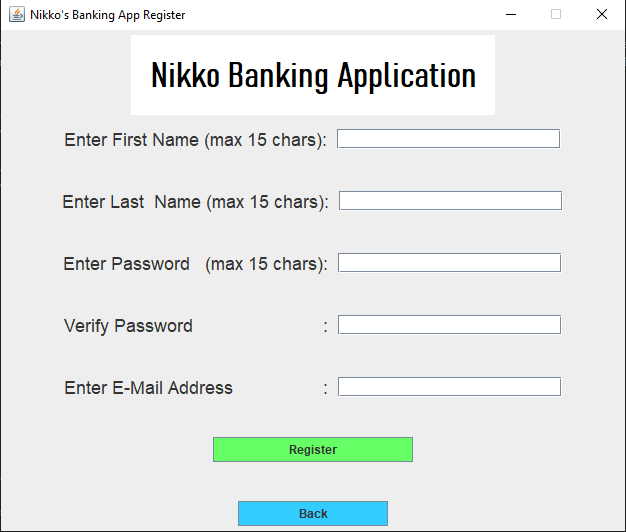 Nikko's Banking App Register
Nikko Banking Application
Enter First Name (max 15 chars):
Enter Last  Name (max 15 chars):
Enter Password   (max 15 chars):
Verify Password                          :
Enter E-Mail Address                  :
Register
Back